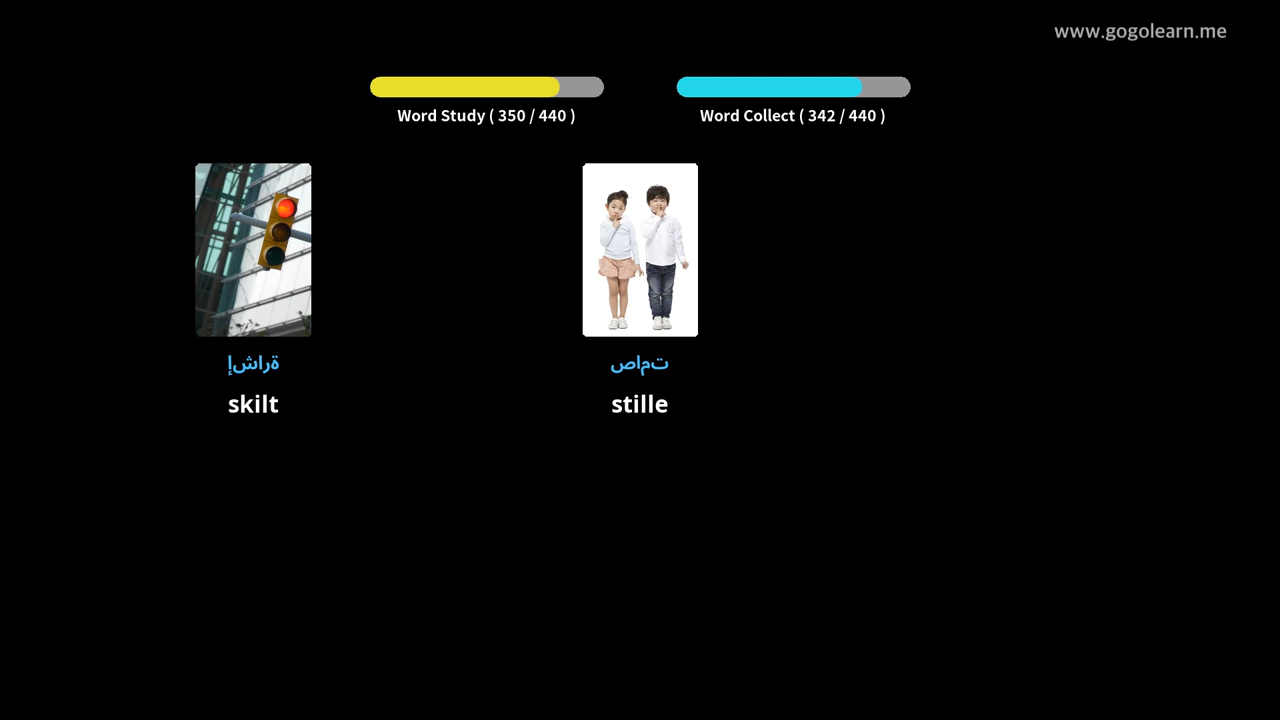 www.gogolearn.me
Word Study ( 350 / 440 )
Word Collect ( 342 / 440 )
ةراشإ
skilt
تماص
stille